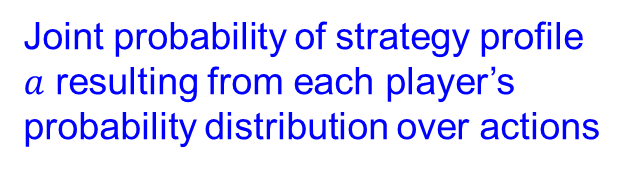 Joint probability of strategy profile
𝑎 resulting from each player’s
probability distribution over actions